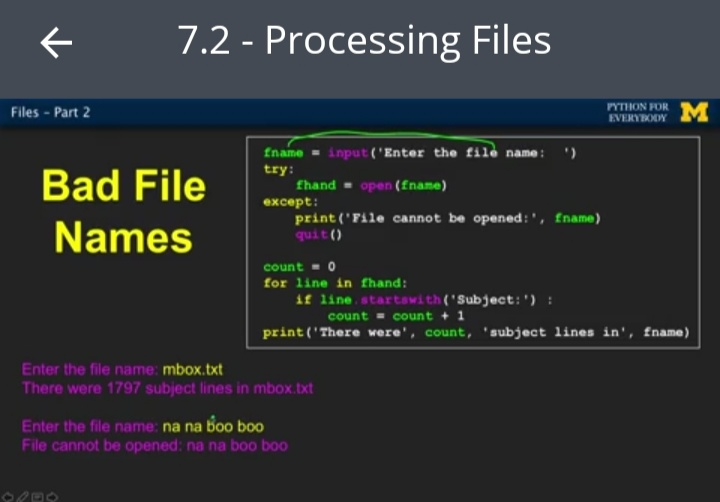 7.2 - Processing Files
Files - Part 2
PYTHON FOR
EVERYBODY
M
Bad File
Names
fname = input('Enter the file name:  ')
try:
    fhand = open(fname)
except:
    print('File cannot be opened:', fname)
    quit()
count = 0
for line in fhand:
    if line.startswith('Subject:') :
        count = count + 1
print('There were', count, 'subject lines in', fname)
Enter the file name: mbox.txt
There were 1797 subject lines in mbox.txt
Enter the file name: na na boo boo
File cannot be opened: na na boo boo